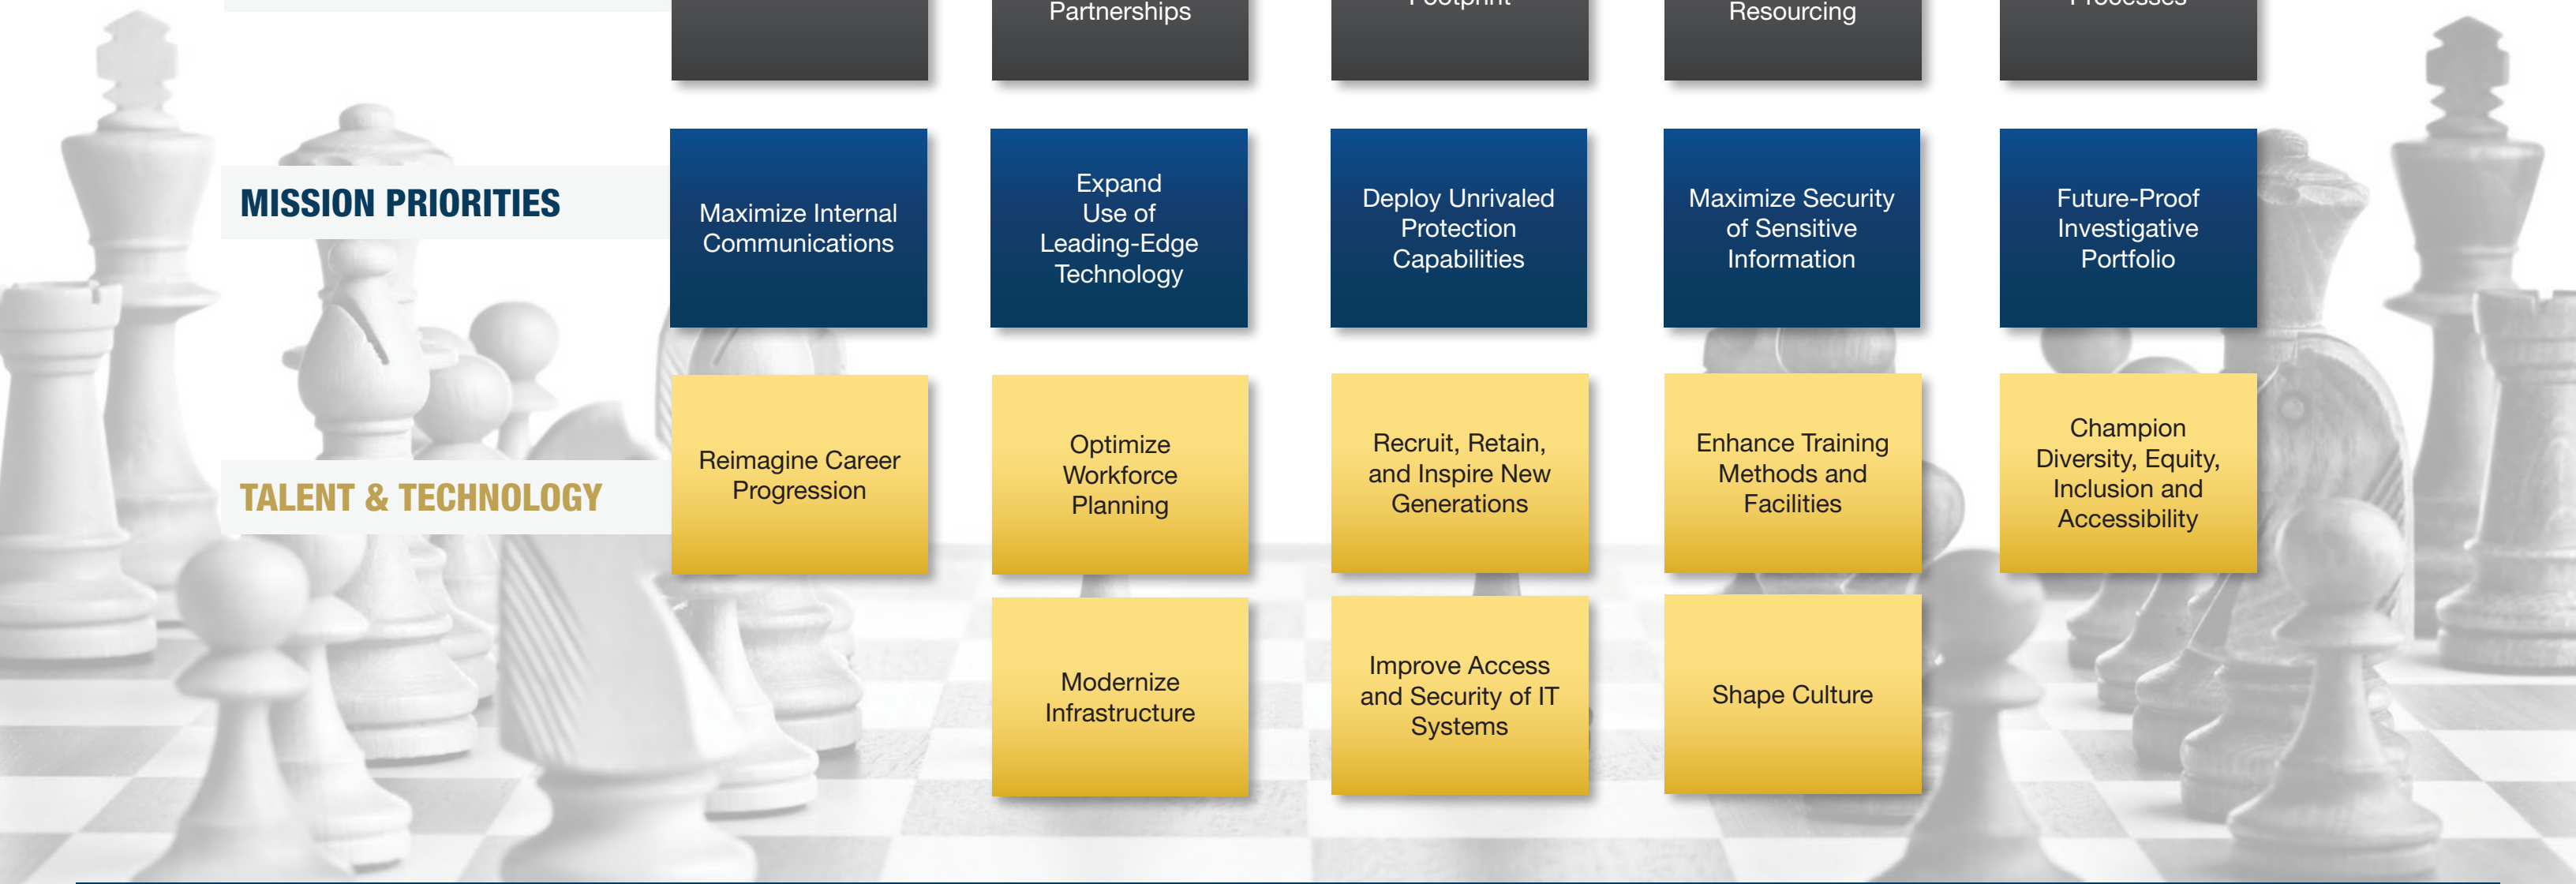 Partnerships
Footprint
Resourcing
Processes
MISSION PRIORITIES
Maximize Internal
Communications
Expand
Use of
Leading-Edge
Technology
Deploy Unrivaled
Protection
Capabilities
Maximize Security
of Sensitive
Information
Future-Proof
Investigative
Portfolio
TALENT & TECHNOLOGY
Reimagine Career
Progression
Optimize
Workforce
Planning
Recruit, Retain,
and Inspire New
Generations
Enhance Training
Methods and
Facilities
Champion
Diversity, Equity,
Inclusion and
Accessibility
Modernize
Infrastructure
Improve Access
and Security of IT
Systems
Shape Culture